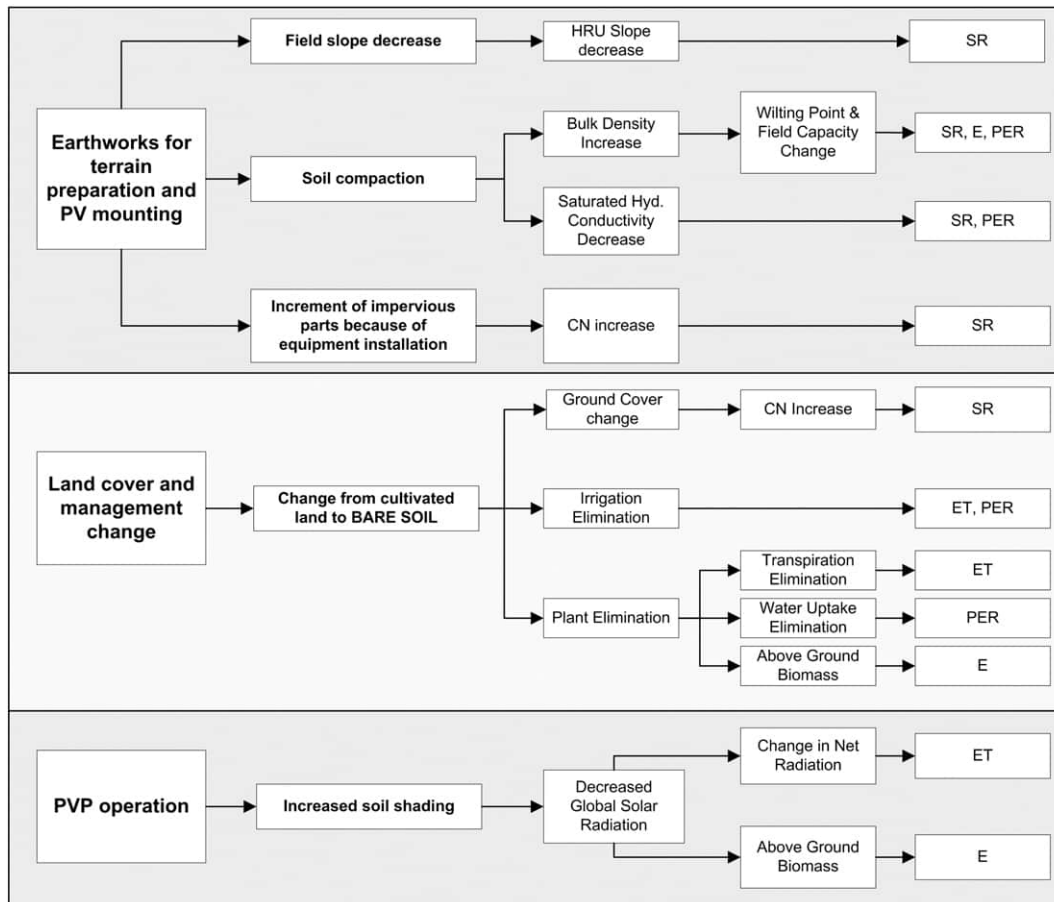 Field slope decrease
HRU Slope
decrease
SR
Earthworks for
terrain
preparation and
PV mounting
Soil compaction
Bulk Density
Increase
Wilting Point &
Field Capacity
Change
SR, E, PER
Saturated Hyd.
Conductivity
Decrease
SR, PER
Increment of impervious
parts because of
equipment installation
CN increase
SR
Land cover and
management
change
Change from cultivated
land to BARE SOIL
Ground Cover
change
CN Increase
SR
Irrigation
Elimination
ET, PER
Plant Elimination
Transpiration
Elimination
ET
Water Uptake
Elimination
PER
Above Ground
Biomass
E
PVP operation
Increased soil shading
Decreased
Global Solar
Radiation
Change in Net
Radiation
ET
Above Ground
Biomass
E